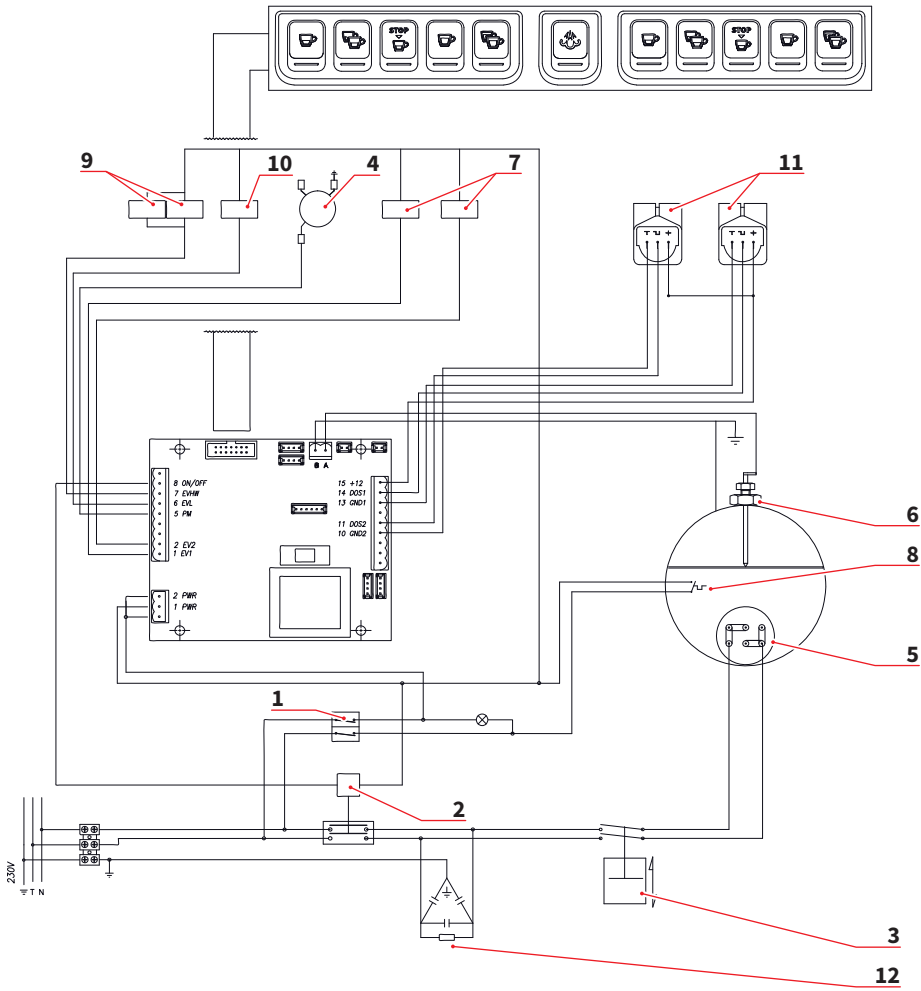 STOP
STOP
9
10
4
7
11
B A
8 ON/OFF
7 EVHW
6 EVL
5 PM
2 EV2
1 EV1
15 +12
14 DOS1
13 GND1
11 DOS2
10 GND2
2 PWR
1 PWR
6
8
5
1
2
230V
T N
3
12